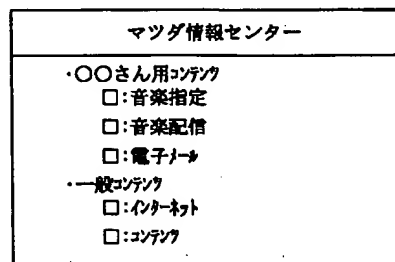 マツダ情報センター
・〇〇さん用コンテンツ
□:音楽指定
□:音楽配信
□:電子メール
・一般コンテンツ
□:インターネット
□:コンテンツ